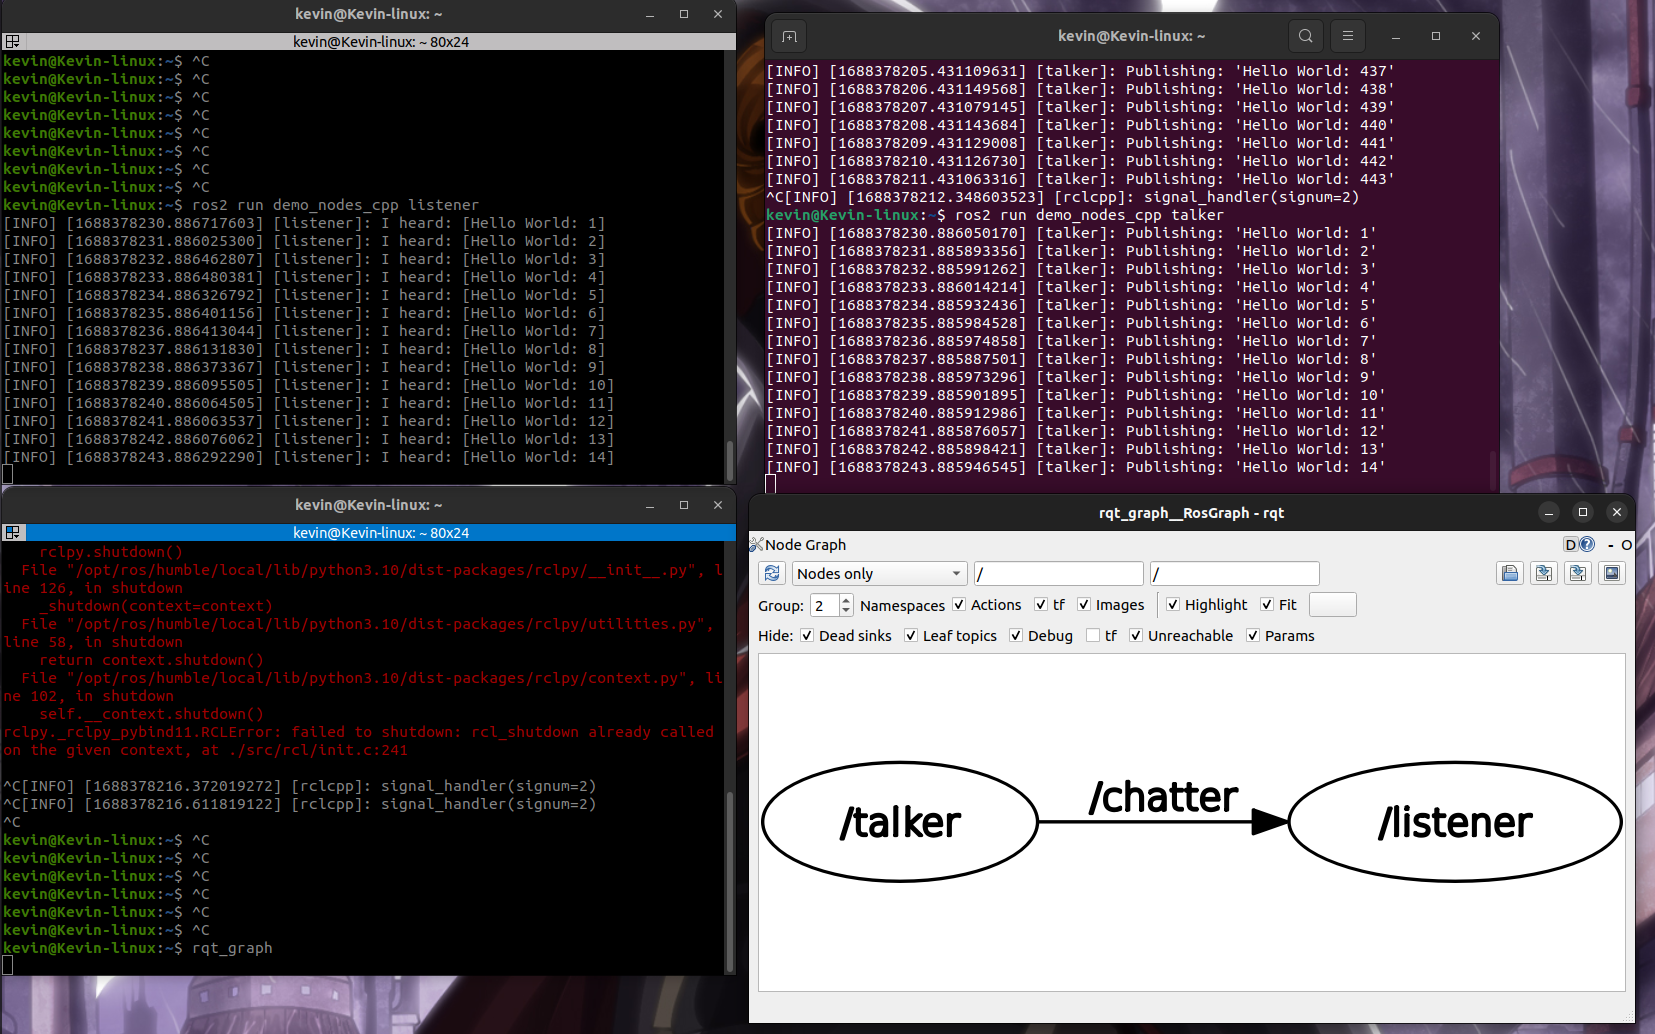 kevin@Kevin-linux: ~
kevin@Kevin-linux: ~ 80x24
kevin@Kevin-linux:~$ ^C
kevin@Kevin-linux:~$ ^C
kevin@Kevin-linux:~$ ^C
kevin@Kevin-linux:~$ ^C
kevin@Kevin-linux:~$ ^C
kevin@Kevin-linux:~$ ^C
kevin@Kevin-linux:~$ ^C
kevin@Kevin-linux:~$ ^C
kevin@Kevin-linux:~$ ros2 run demo_nodes_cpp listener
[INFO] [1688378230.886717603] [listener]: I heard: [Hello World: 1]
[INFO] [1688378231.886025300] [listener]: I heard: [Hello World: 2]
[INFO] [1688378232.886462807] [listener]: I heard: [Hello World: 3]
[INFO] [1688378233.886480381] [listener]: I heard: [Hello World: 4]
[INFO] [1688378234.886326792] [listener]: I heard: [Hello World: 5]
[INFO] [1688378235.886401156] [listener]: I heard: [Hello World: 6]
[INFO] [1688378236.886413044] [listener]: I heard: [Hello World: 7]
[INFO] [1688378237.886131830] [listener]: I heard: [Hello World: 8]
[INFO] [1688378238.886373367] [listener]: I heard: [Hello World: 9]
[INFO] [1688378239.886095505] [listener]: I heard: [Hello World: 10]
[INFO] [1688378240.886064505] [listener]: I heard: [Hello World: 11]
[INFO] [1688378241.886063537] [listener]: I heard: [Hello World: 12]
[INFO] [1688378242.886076062] [listener]: I heard: [Hello World: 13]
[INFO] [1688378243.886292290] [listener]: I heard: [Hello World: 14]
kevin@Kevin-linux: ~
[INFO] [1688378205.431109631] [talker]: Publishing: 'Hello World: 437'
[INFO] [1688378206.431149568] [talker]: Publishing: 'Hello World: 438'
[INFO] [1688378207.431079145] [talker]: Publishing: 'Hello World: 439'
[INFO] [1688378208.431143684] [talker]: Publishing: 'Hello World: 440'
[INFO] [1688378209.431129008] [talker]: Publishing: 'Hello World: 441'
[INFO] [1688378210.431126730] [talker]: Publishing: 'Hello World: 442'
[INFO] [1688378211.431063316] [talker]: Publishing: 'Hello World: 443'
^C[INFO] [1688378212.348603523] [rclcpp]: signal_handler(signum=2)
kevin@Kevin-linux:~$ ros2 run demo_nodes_cpp talker
[INFO] [1688378230.886050170] [talker]: Publishing: 'Hello World: 1'
[INFO] [1688378231.885893356] [talker]: Publishing: 'Hello World: 2'
[INFO] [1688378232.885991262] [talker]: Publishing: 'Hello World: 3'
[INFO] [1688378233.886014214] [talker]: Publishing: 'Hello World: 4'
[INFO] [1688378234.885932436] [talker]: Publishing: 'Hello World: 5'
[INFO] [1688378235.885984528] [talker]: Publishing: 'Hello World: 6'
[INFO] [1688378236.885974858] [talker]: Publishing: 'Hello World: 7'
[INFO] [1688378237.885887501] [talker]: Publishing: 'Hello World: 8'
[INFO] [1688378238.885973296] [talker]: Publishing: 'Hello World: 9'
[INFO] [1688378239.885901895] [talker]: Publishing: 'Hello World: 10'
[INFO] [1688378240.885912986] [talker]: Publishing: 'Hello World: 11'
[INFO] [1688378241.885876057] [talker]: Publishing: 'Hello World: 12'
[INFO] [1688378242.885898421] [talker]: Publishing: 'Hello World: 13'
[INFO] [1688378243.885946545] [talker]: Publishing: 'Hello World: 14'
kevin@Kevin-linux: ~
kevin@Kevin-linux: ~ 80x24
rclpy.shutdown()
File "/opt/ros/humble/local/lib/python3.10/dist-packages/rclpy/__init__.py", l
ine 126, in shutdown
_shutdown(context=context)
File "/opt/ros/humble/local/lib/python3.10/dist-packages/rclpy/utilities.py",
line 58, in shutdown
return context.shutdown()
File "/opt/ros/humble/local/lib/python3.10/dist-packages/rclpy/context.py", li
ne 102, in shutdown
self.__context.shutdown()
rclpy._rclpy_pybind11.RCLError: failed to shutdown: rcl_shutdown already called
on the given context, at ./src/rcl/init.c:241
^C[INFO] [1688378216.372019272] [rclcpp]: signal_handler(signum=2)
^C[INFO] [1688378216.611819122] [rclcpp]: signal_handler(signum=2)
^C
kevin@Kevin-linux:~$ ^C
kevin@Kevin-linux:~$ ^C
kevin@Kevin-linux:~$ ^C
kevin@Kevin-linux:~$ ^C
kevin@Kevin-linux:~$ ^C
kevin@Kevin-linux:~$ ^C
kevin@Kevin-linux:~$ rqt_graph
rqt_graph__RosGraph - rqt
Node Graph D ? - O
Nodes only / /
Group: 2 Namespaces Actions tf Images Highlight Fit
Hide: Dead sinks Leaf topics Debug tf Unreachable Params
/talker /chatter /listener